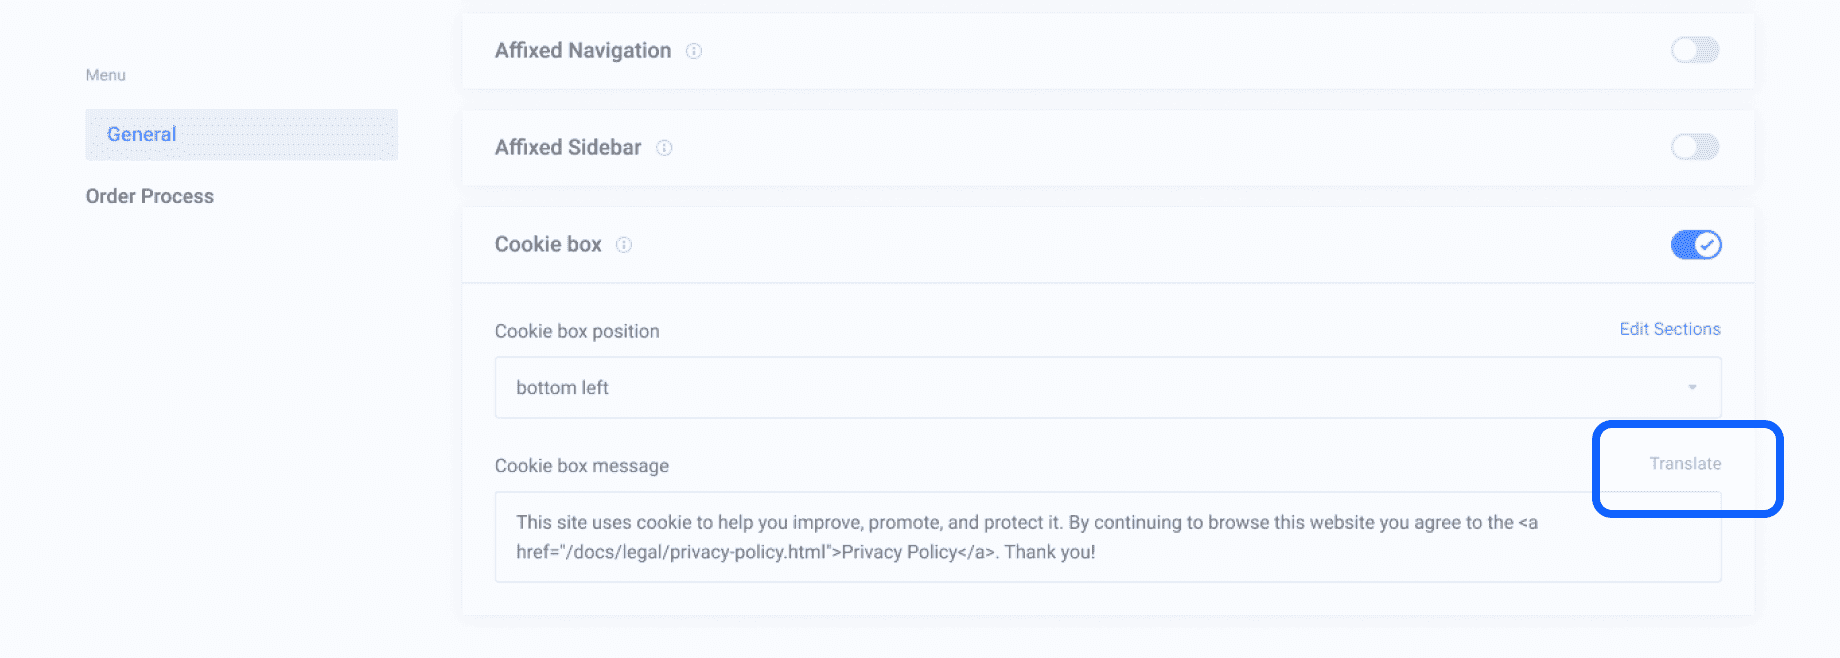 Menu
General
Order Process
Affixed Navigation
Affixed Sidebar
Cookie box
Cookie box position
Edit Sections
bottom left
Cookie box message
Translate
This site uses cookie to help you improve, promote, and protect it. By continuing to browse this website you agree to the <a
href="/docs/legal/privacy-policy.html">Privacy Policy</a>. Thank you!